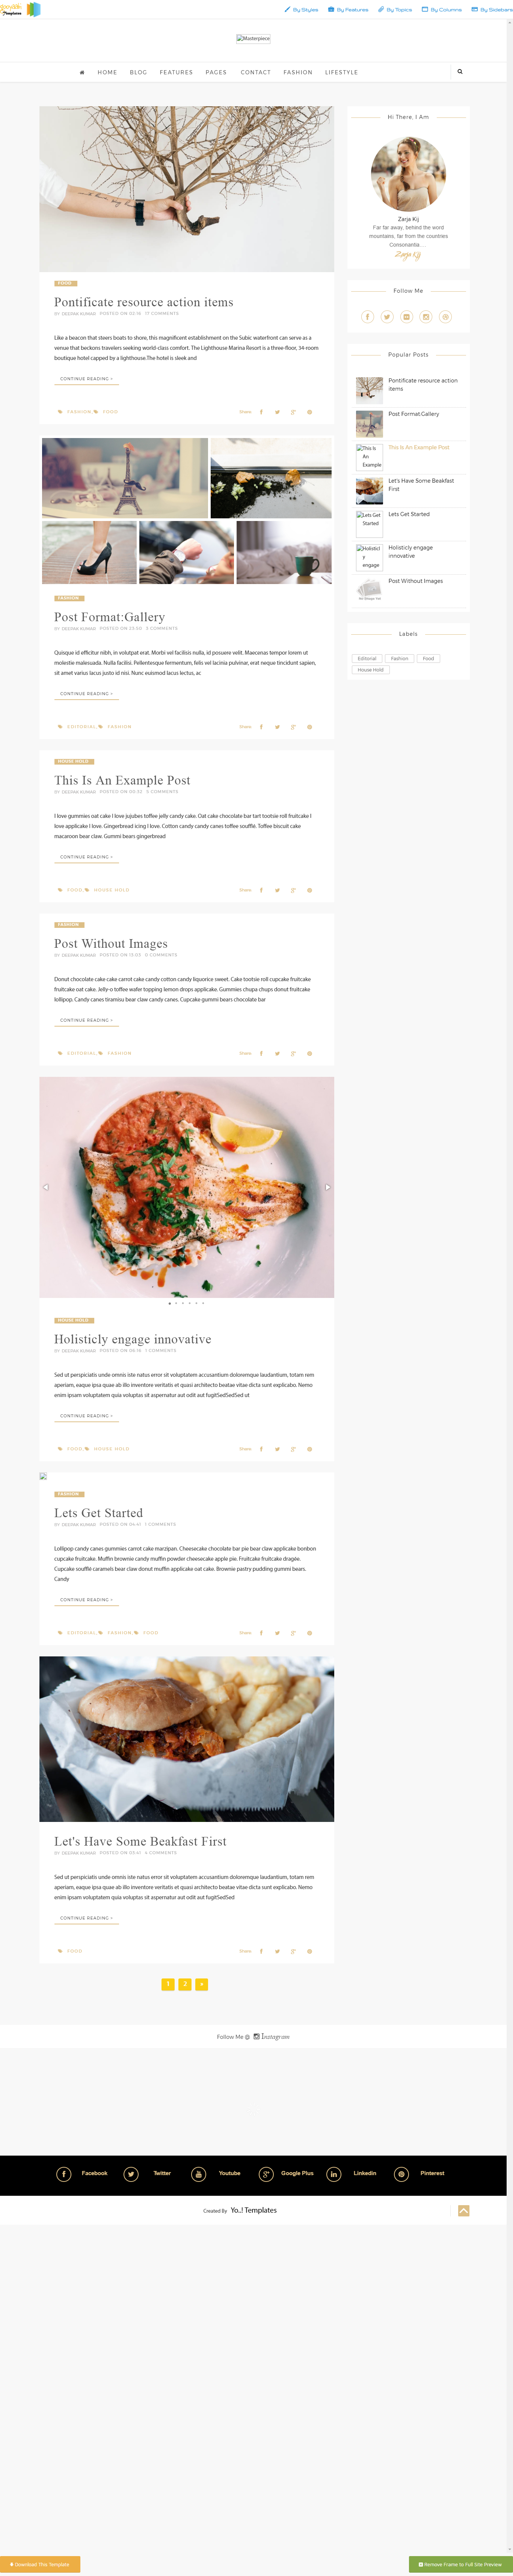 Templates
By Styles By Features By Topics By Columns By Sidebars
Masterpiece
HOME BLOG FEATURES PAGES CONTACT FASHION LIFESTYLE
FOOD
Pontificate resource action items
BY DEEPAK KUMAR POSTED ON 03:16 17 COMMENTS
Like a beacon that steers boats to shore, this magnificent establishment on the Subic waterfront can serve as a
venue that beckons travelers seeking world-class comfort. The Lighthouse Marina Resort is a three-floor, 34-room
boutique hotel capped by a lighthouse.The hotel is sleek and
CONTINUE READING >
FASHION, FOOD
Share:
FASHION
Post Format:Gallery
BY DEEPAK KUMAR POSTED ON 23:50 5 COMMENTS
Quisque id efficitur nibh, in volutpat erat. Morbi vel facilisis nulla, id posuere velit. Maecenas tempor lorem ut
molestie malesuada. Nulla facilisi. Pellentesque fermentum, felis vel lacinia pulvinar, erat neque tincidunt sapien,
sit amet varius dolor justo id nisi. Nunc euismod lacus lectus, ac
CONTINUE READING >
EDITORIAL, FASHION
Share:
HOUSE HOLD
This Is An Example Post
BY DEEPAK KUMAR POSTED ON 00:32 5 COMMENTS
I love gummies oat cake I love jujubes toffee jelly candy cake. Oat cake chocolate bar tart tootsie roll fruitcake I
love applicake I love. Gingerbread icing I love. Cotton candy candy canes toffee soufflé. Toffee biscuit cake
macaroon bear claw. Gummi bears gingerbread
CONTINUE READING >
FOOD, HOUSE HOLD
Share:
FASHION
Post Without Images
BY DEEPAK KUMAR POSTED ON 13:03 0 COMMENTS
Donut chocolate cake cake carrot cake candy cotton candy liquorice sweet. Cake tootsie roll cupcake fruitcake
fruitcake oat cake. Jelly-o toffee wafer topping lemon drops applicake. Gummies chupa chups donut fruitcake
lollipop. Candy canes tiramisu bear claw candy canes. Cupcake gummi bears chocolate bar
CONTINUE READING >
EDITORIAL, FASHION
Share:
HOUSE HOLD
Holisticly engage innovative
BY DEEPAK KUMAR POSTED ON 05:16 1 COMMENTS
Sed ut perspiciatis unde omnis iste natus error sit voluptatem accusantium doloremque laudantium, totam rem
aperiam, eaque ipsa quae ab illo inventore veritatis et quasi architecto beatae vitae dicta sunt explicabo. Nemo
enim ipsam voluptatem quia voluptas sit aspernatur aut odit aut fugitSedSedSed ut
CONTINUE READING >
FOOD, HOUSE HOLD
Share:
FASHION
Lets Get Started
BY DEEPAK KUMAR POSTED ON 04:41 1 COMMENTS
Lollipop candy canes gummies carrot cake marzipan. Cheesecake chocolate bar pie bear claw applicake bonbon
cupcake fruitcake. Muffin brownie candy muffin powder cheesecake apple pie. Fruitcake fruitcake dragée.
Cupcake soufflé caramels bear claw donut muffin applicake oat cake. Brownie pastry pudding gummi bears.
Candy
CONTINUE READING >
EDITORIAL, FASHION, FOOD
Share:
Let's Have Some Beakfast First
BY DEEPAK KUMAR POSTED ON 03:41 4 COMMENTS
Sed ut perspiciatis unde omnis iste natus error sit voluptatem accusantium doloremque laudantium, totam rem
aperiam, eaque ipsa quae ab illo inventore veritatis et quasi architecto beatae vitae dicta sunt explicabo. Nemo
enim ipsam voluptatem quia voluptas sit aspernatur aut odit aut fugitSedSed
CONTINUE READING >
FOOD
Share:
1 2 »
Hi There, I Am
Zarja Kij
Far far away, behind the word
mountains, far from the countries
Consonantia....
Zarja Kij
Follow Me
Popular Posts
Pontificate resource action
items
Post Format:Gallery
This Is An Example
This Is An Example Post
Let's Have Some Beakfast
First
Lets Get Started
Lets Get Started
Holisticly engage
Holisticly engage
innovative
Post Without Images
Labels
Editorial Fashion Food
House Hold
Follow Me @ Instagram
Facebook Twitter Youtube Google Plus Linkedin Pinterest
Created By Yo..! Templates
Download This Template
Remove Frame to Full Site Preview